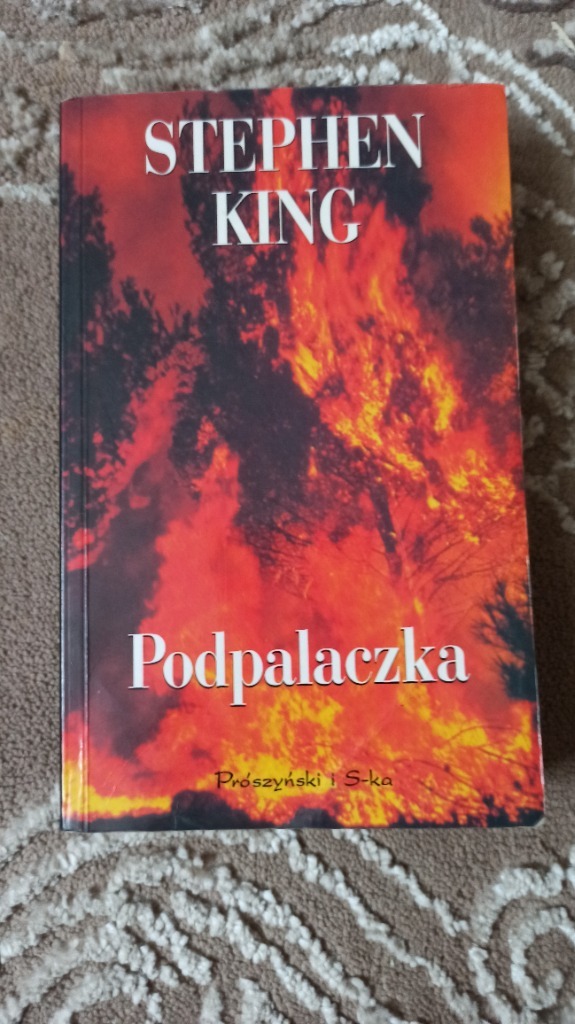 STEPHEN
KING
Podpalaczka
Prószyński i S-ka